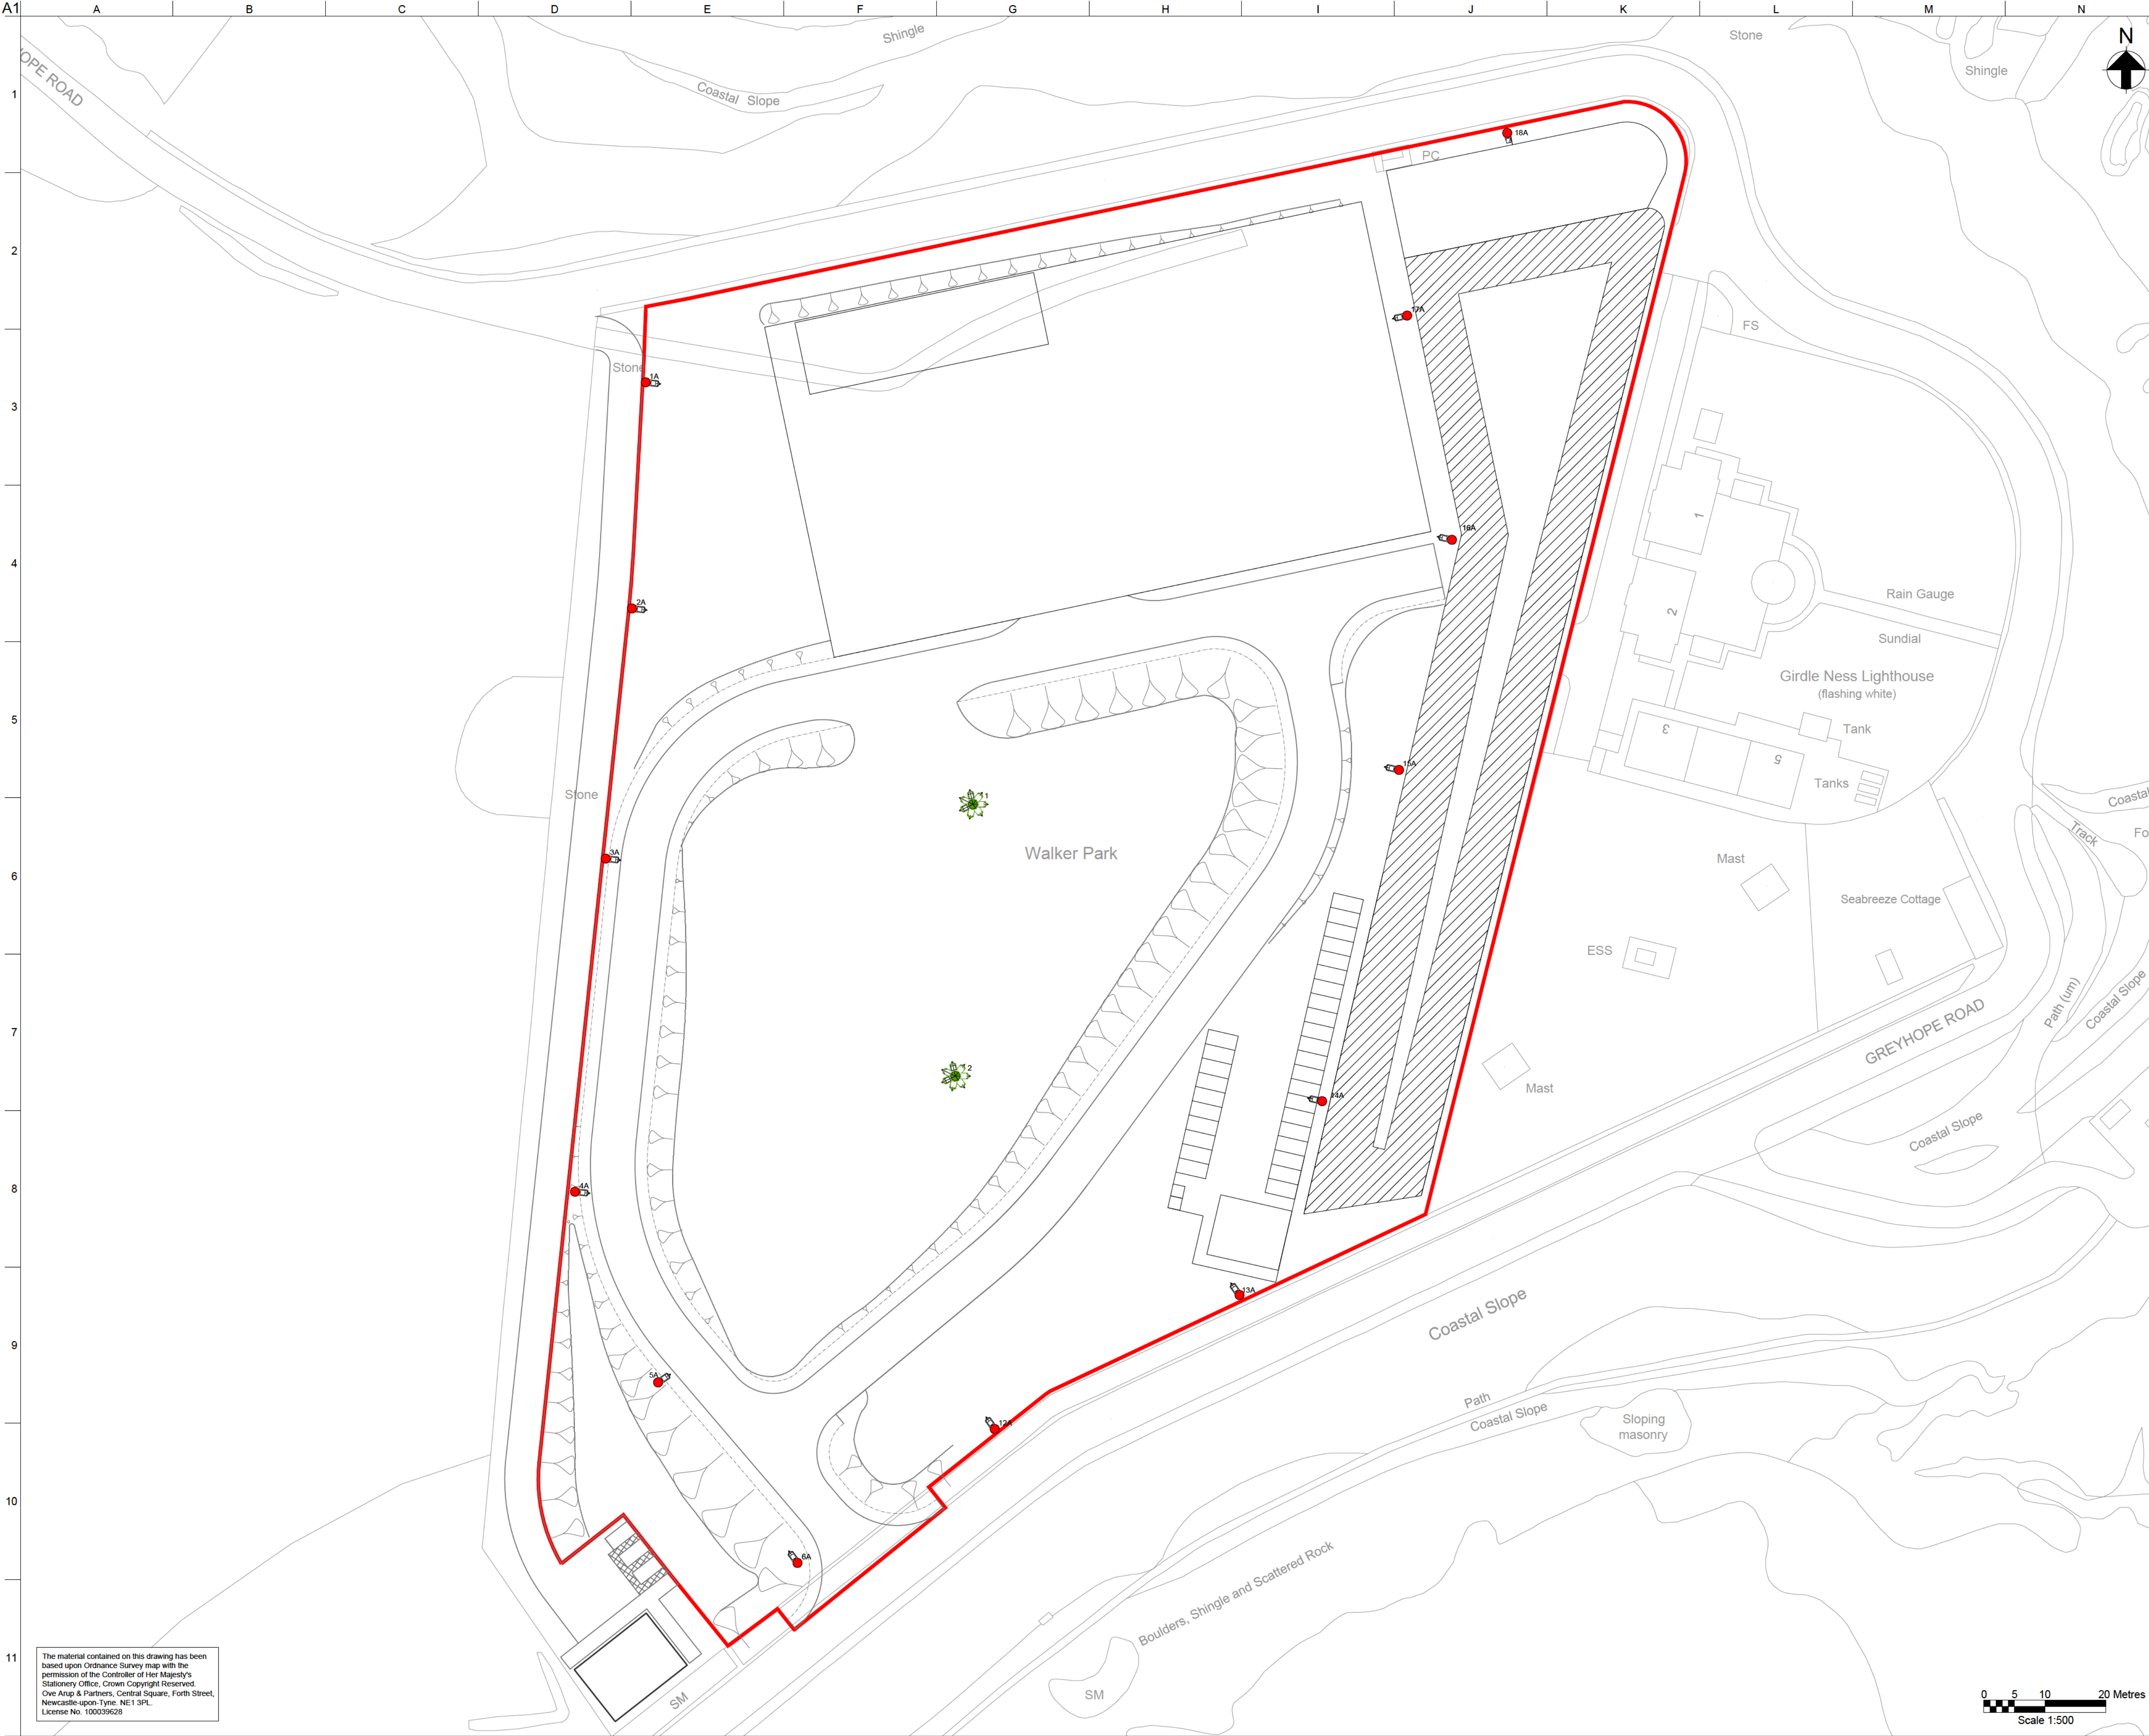 A1
A B C D E F G H I J K L M N
N
Shingle
Stone
Shingle
OPE ROAD
Coastal Slope
1
18A
PC
2
17A
FS
Stone
1A
3
1
16A
4
2A
2
Rain Gauge
Sundial
Girdle Ness Lighthouse
(flashing white)
5
3
Tank
5
15A
Tanks
Stone
1
Coastal
Track
Fo
Walker Park
3A
Mast
6
Seabreeze Cottage
ESS
Path (um)
Coastal Slope
GREYHOPE ROAD
7
2
Mast
14A
Coastal Slope
8
4A
13A
Coastal Slope
9
5A
Path
Coastal Slope
12A
Sloping
masonry
10
6A
Boulders, Shingle and Scattered Rock
11
SM
SM
The material contained on this drawing has been
based upon Ordnance Survey map with the
permission of the Controller of Her Majesty's
Stationery Office, Crown Copyright Reserved.
Ove Arup & Partners, Central Square, Forth Street,
Newcastle-upon-Tyne. NE1 3PL.
License No. 100039628
0 5 10 20 Metres
Scale 1:500